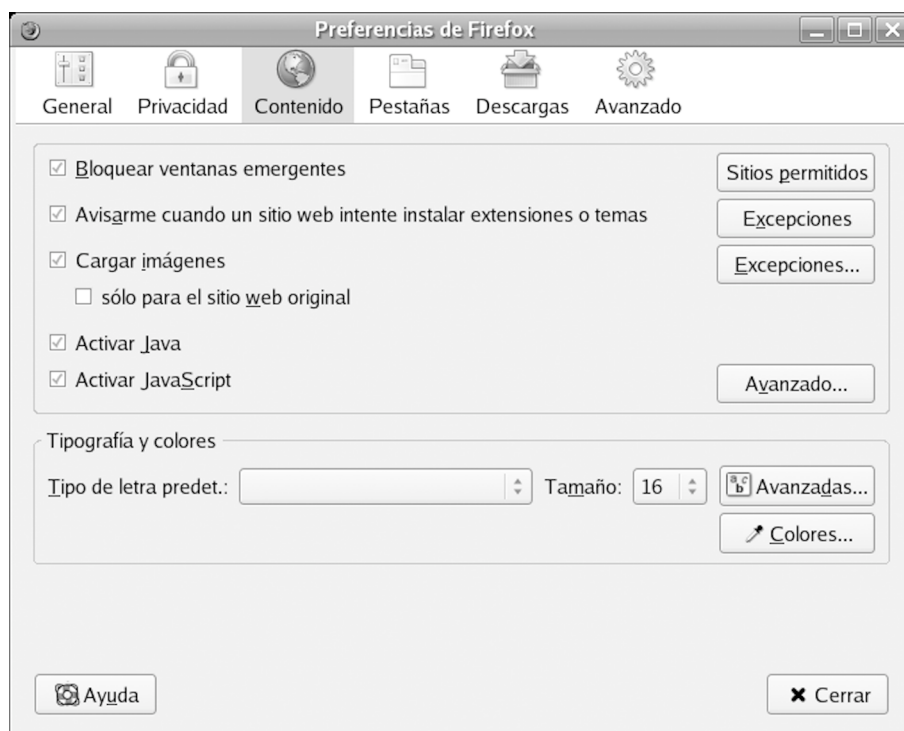 Preferencias de Firefox
General Privacidad Contenido Pestañas Descargas Avanzado
Bloquear ventanas emergentes Sitios permitidos
Avisarme cuando un sitio web intente instalar extensiones o temas Excepciones
Cargar imágenes Excepciones...
sólo para el sitio web original
Activar Java
Activar JavaScript Avanzado...
Tipografía y colores
Tipo de letra predet.: Tamaño: 16 Avanzadas...
Colores...
Ayuda Cerrar